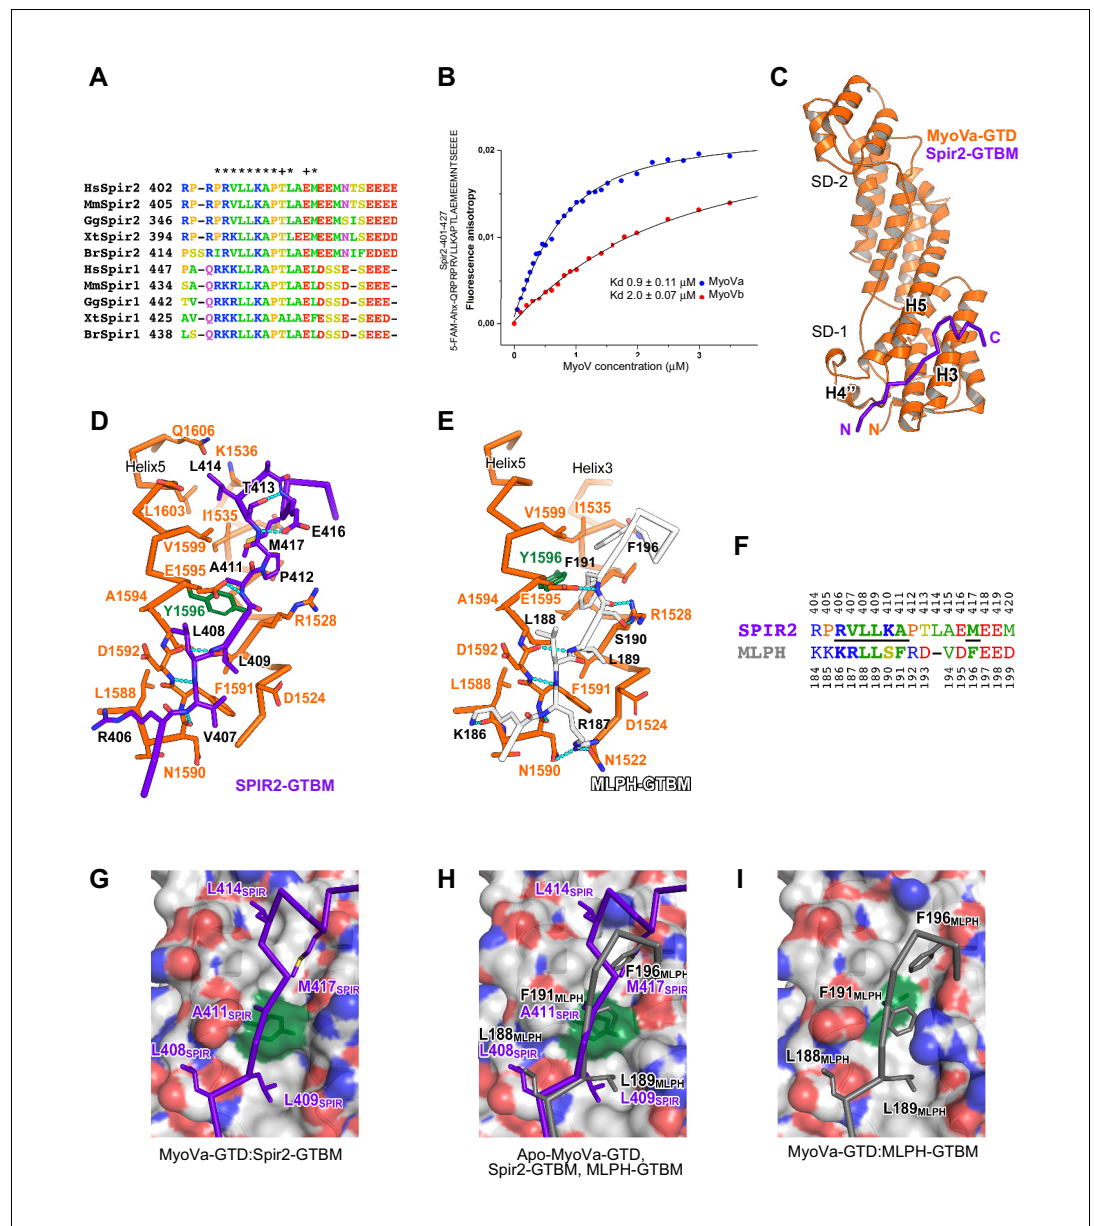 A
*********+* +*
HsSpir2 402 RP-RPRVLLKAPTLAEMEEMNTSEEEE
MmSpir2 405 RP-RPRVLLKAPTLAEMEEMNTSEEEE
GgSpir2 346 RP-RPRVLLKAPTLAEMEEMSISEEED
XtSpir2 394 RP-RPRKLLKAPTLEEMEEMNLSEEDD
BrSpir2 414 PSSRIRVLLKAPTLAEMEEMNIFEDED
HsSpir1 447 PA-QRKKLLRAPTLAELDSSE-SEEE-
MmSpir1 434 SA-QRKKLLKAPTLAELDSSE-SEEE-
GgSpir1 442 TV-QRKKLLKAPTLAELDSSD-SEEE-
XtSpir1 425 AV-QRKKLLKAPALAEFESSD-SEEE-
BrSpir1 438 LS-QRKKLLKAPTLAELDSSDSDEEE-
B
Spir2-401-427
5-FAM-Ahx-QRPRPRVLLKAPTLAEMEEMNTSEEEEE
Fluorescence anisotropy
0,02
0,01
0,00
Kd 0.9 ± 0.11 µM MyoVa
Kd 2.0 ± 0.07 µM MyoVb
0 1 2 3
MyoV concentration (µM)
C
MyoVa-GTD
Spir2-GTBM
SD-2
H5
SD-1
C
H3
H4”
N N
D
Q1606
K1536
Helix5
L414
T413
L1603
I1535
E416
V1599
M417
E1595
A411
P412
A1594
Y1596
R1528
L408
D1592
L409
L1588
F1591
D1524
R406
V407
N1590
SPIR2-GTBM
E
Helix5
Helix3
V1599
I1535
Y1596
F191
F196
A1594
E1595
R1528
L188
S190
D1592
L189
L1588
F1591
D1524
R187
K186
N1590
N1522
MLPH-GTBM
F
404 405 406 407 408 409 410 411 412 413 414 415 416 417 418 419 420
SPIR2 RPRVLLKAPTLAEMEEM
MLPH KKKRLLSFRD-VDFEED
184 185 186 187 188 189 190 191 192 193 194 195 196 197 198 199
G
L414SPIR
M417SPIR
A411SPIR
L408SPIR
L409SPIR
MyoVa-GTD:Spir2-GTBM
H
L414SPIR
F196MLPH
M417SPIR
F191MLPH
A411SPIR
L188MLPH
L408SPIR
L189MLPH
L409SPIR
Apo-MyoVa-GTD,
Spir2-GTBM, MLPH-GTBM
I
F196MLPH
F191MLPH
L188MLPH
L189MLPH
MyoVa-GTD:MLPH-GTBM